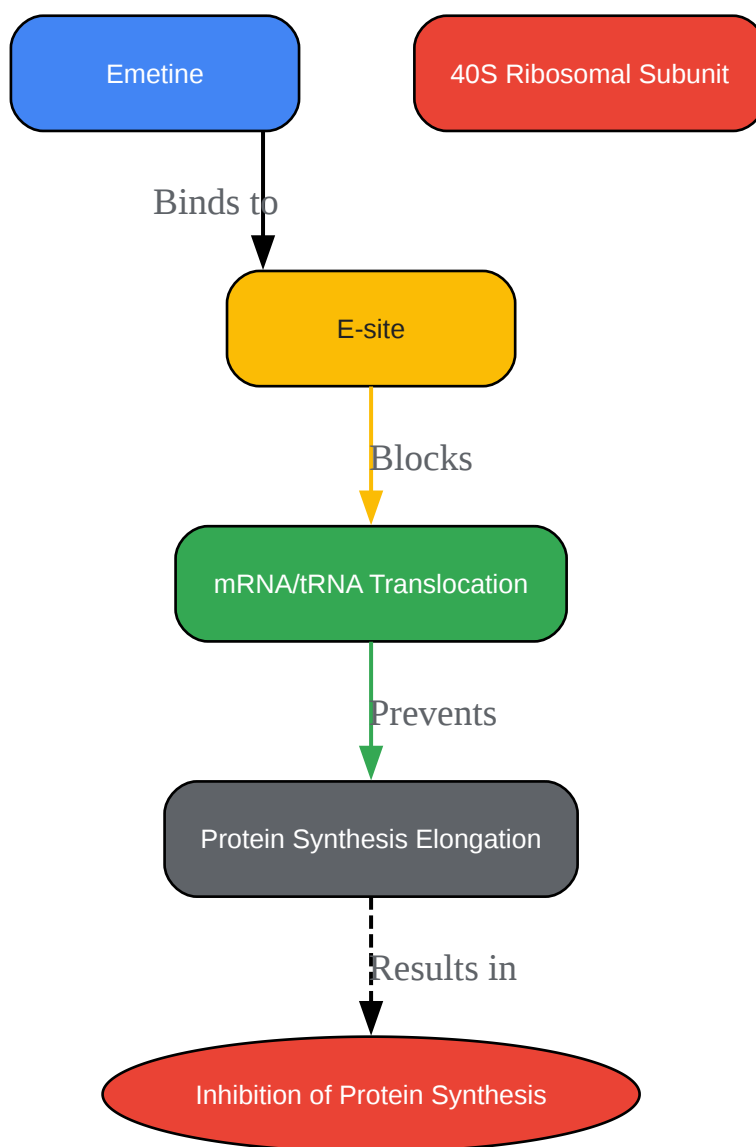 Emetine
40S Ribosomal Subunit
Binds to
E-site
Blocks
mRNA/tRNA Translocation
Prevents
Protein Synthesis Elongation
Results in
Inhibition of Protein Synthesis